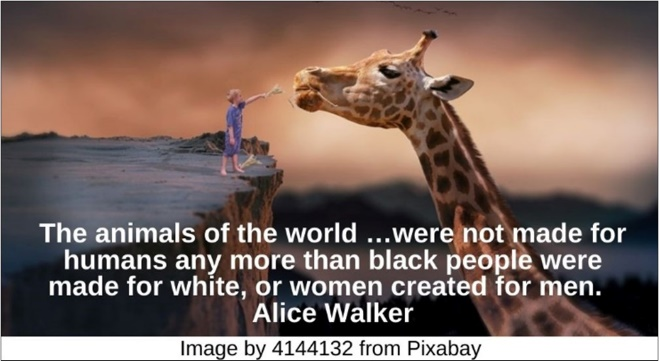 The animals of the world ...were not made for
humans any more than black people were
made for white, or women created for men.
Alice Walker
Image by 4144132 from Pixabay